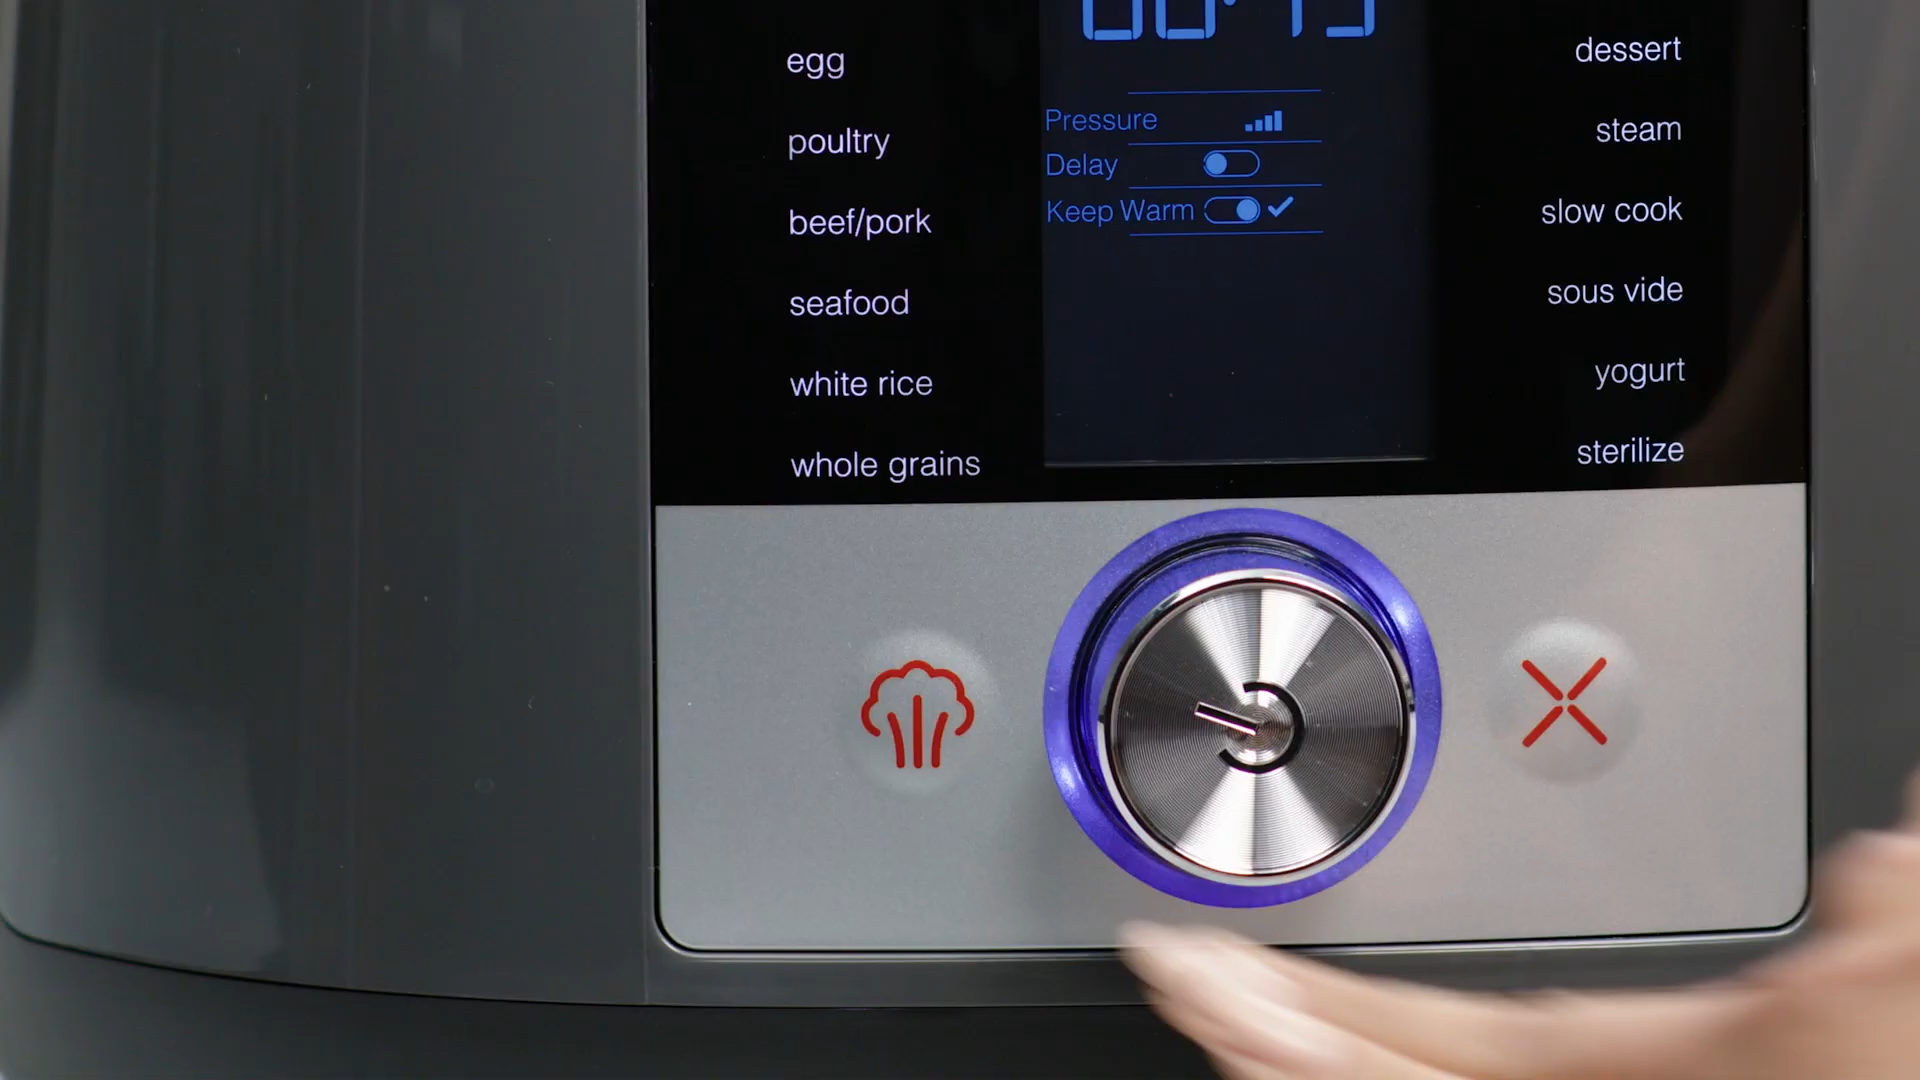 egg
poultry
beef/pork
seafood
white rice
whole grains
Pressure
Delay
Keep Warm
dessert
steam
slow cook
sous vide
yogurt
sterilize